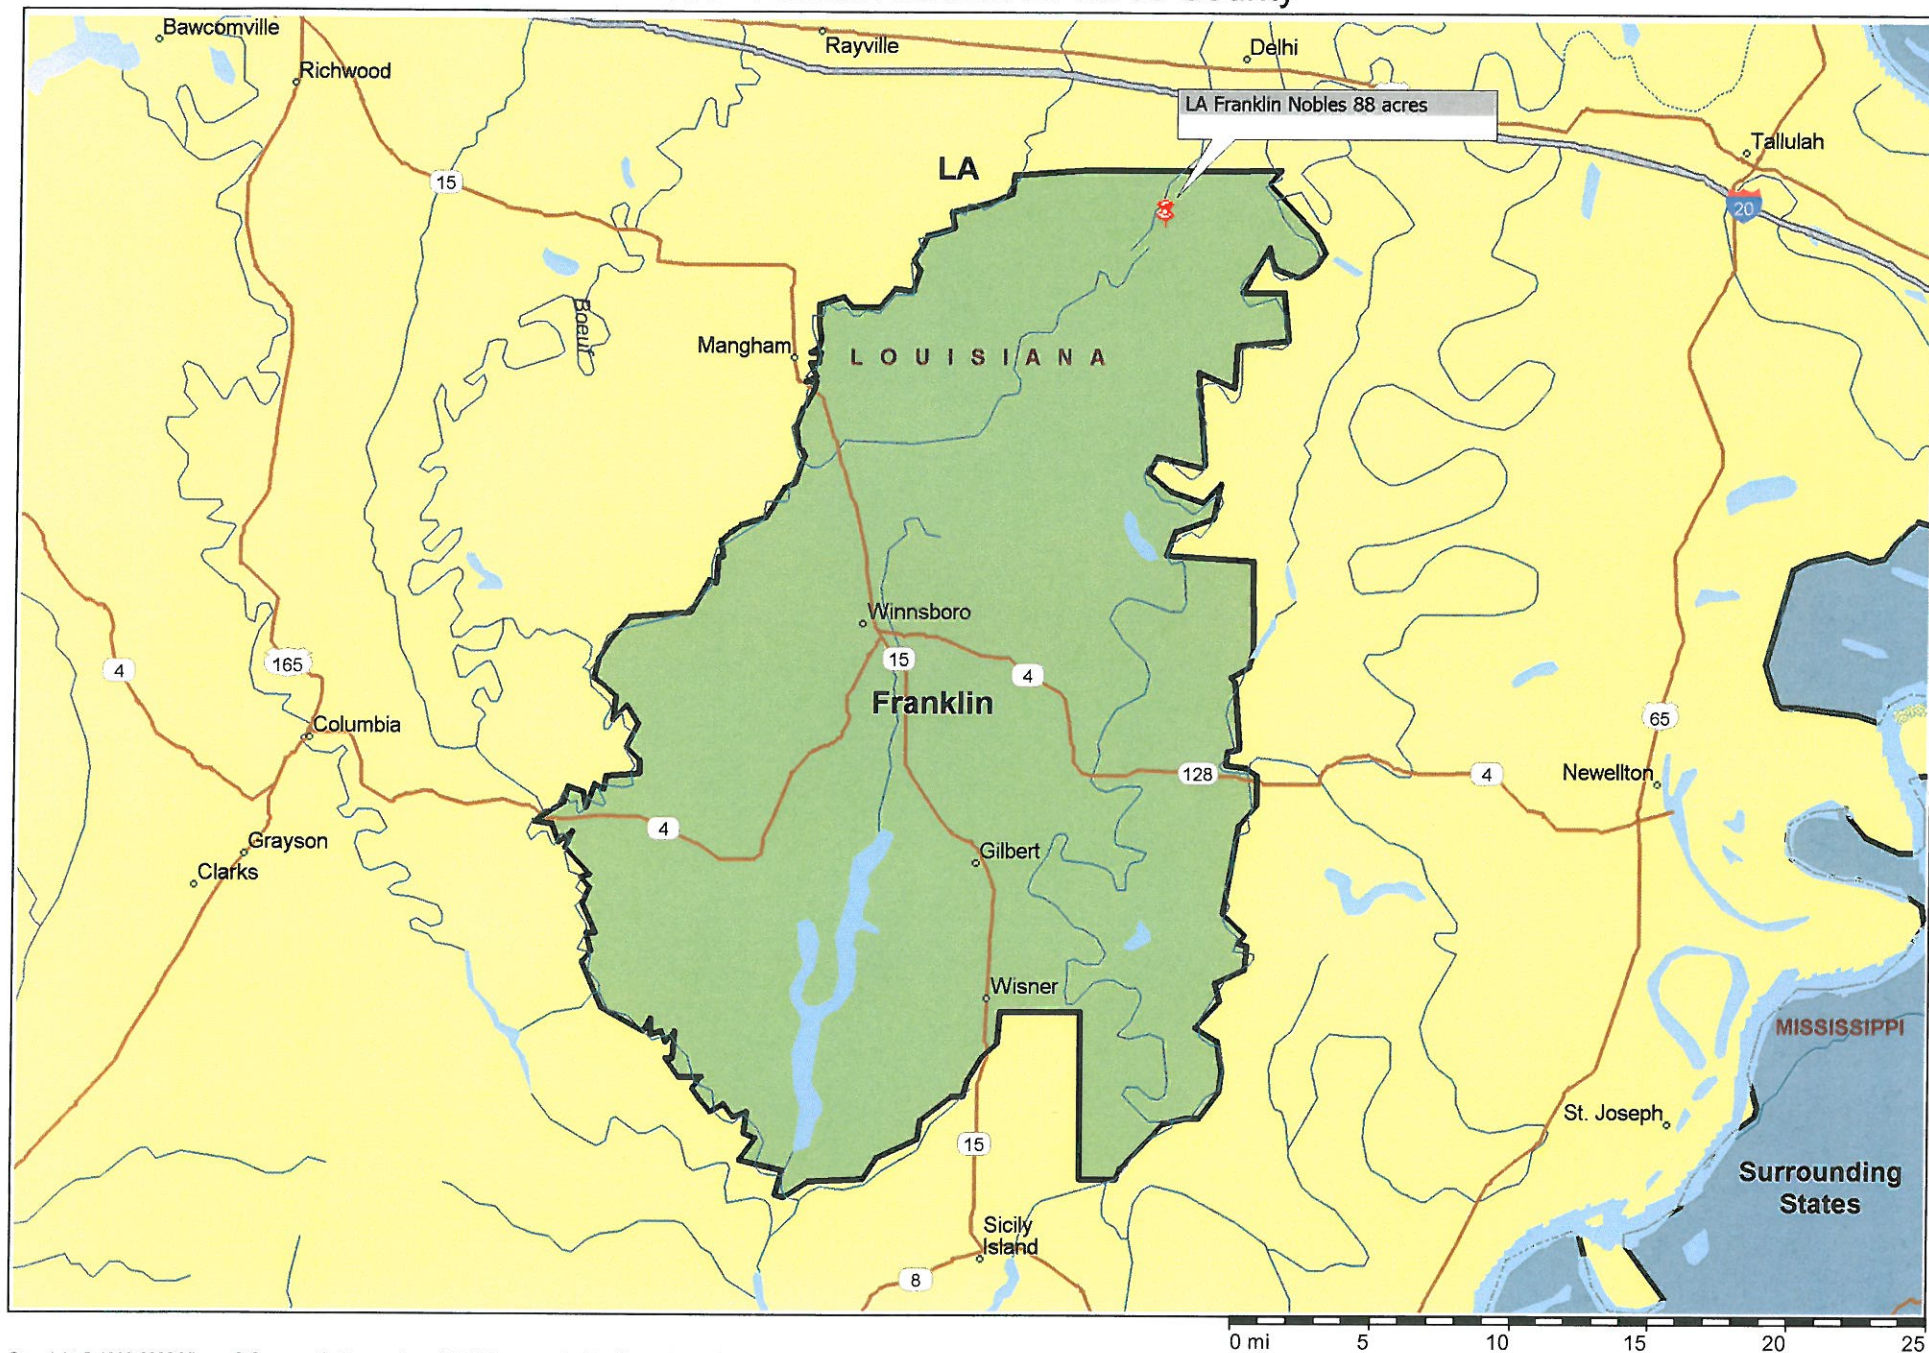 County
Bawcomville
Rayville
Delhi
Richwood
LA Franklin Nobles 88 acres
Tallulah
LA
15
20
Boeuf
Mangham
LOUISIANA
Winnsboro
15
4
4
165
Franklin
65
Columbia
128
4
Newellton
4
Grayson
Gilbert
Clarks
Wisner
MISSISSIPPI
St. Joseph
15
Surrounding
States
Sicily
Island
8
0 mi
5
10
15
20
25